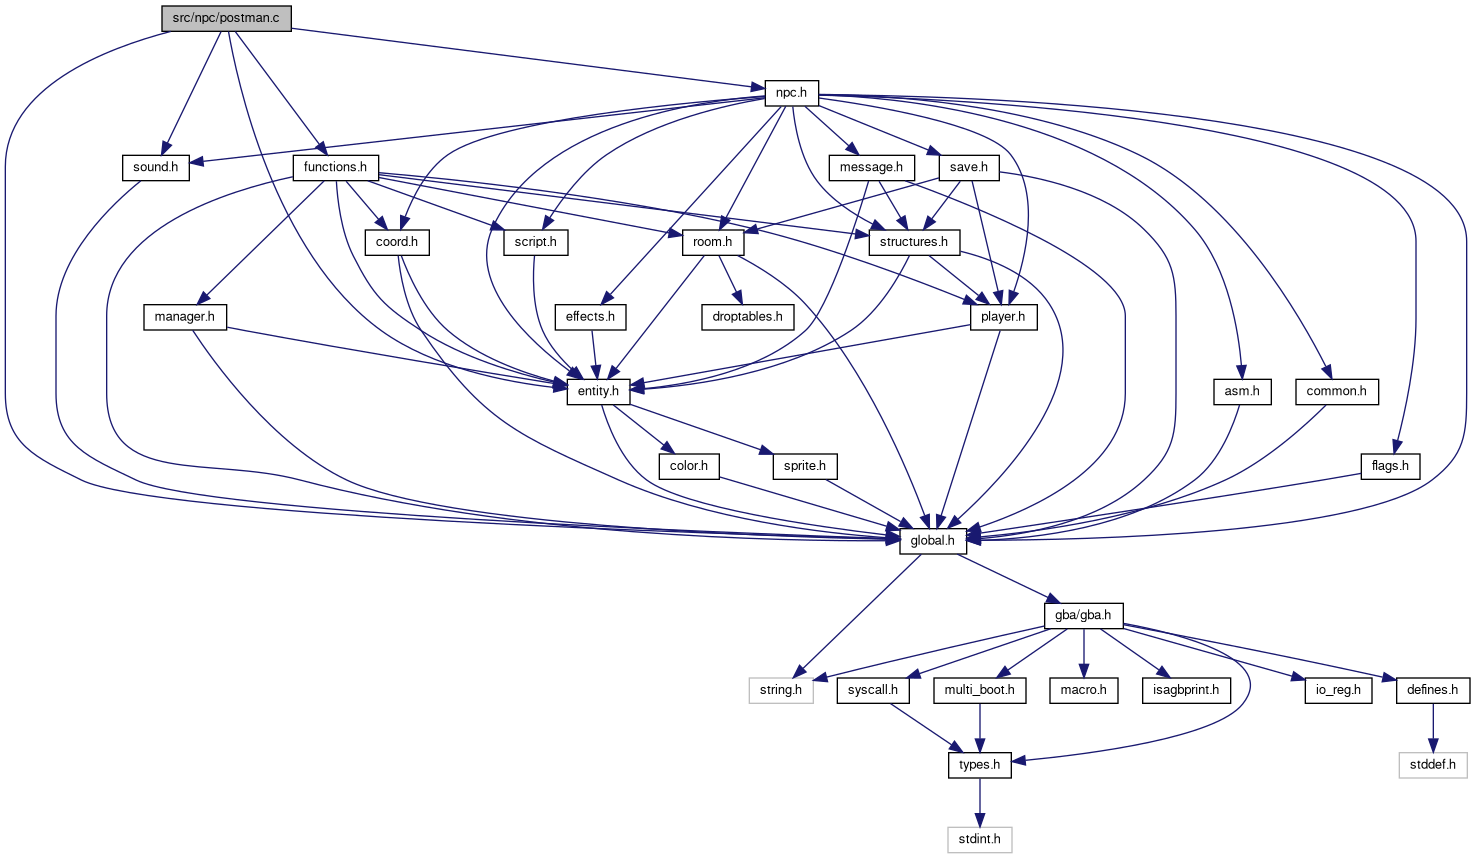 src/npc/postman.c
npc.h
sound.h
functions.h
message.h
save.h
coord.h
script.h
room.h
structures.h
manager.h
effects.h
droptables.h
player.h
entity.h
asm.h
common.h
color.h
sprite.h
flags.h
global.h
gba/gba.h
string.h
syscall.h
multi_boot.h
macro.h
isagbprint.h
io_reg.h
defines.h
types.h
stddef.h
stdint.h